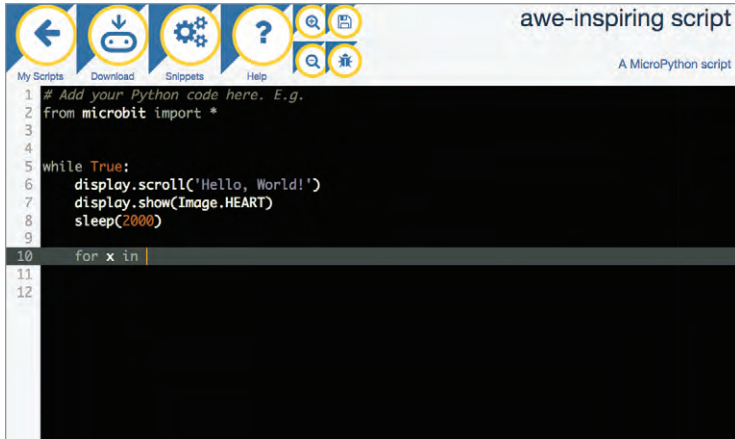 awe-inspiring script
?
My Scripts Download Snippets Help
A MicroPython script
1 # Add your Python code here. E.g.
2 from microbit import *
3
4
5 while True:
6 display.scroll('Hello, World!')
7 display.show(Image.HEART)
8 sleep(2000)
9
10 for x in
11
12